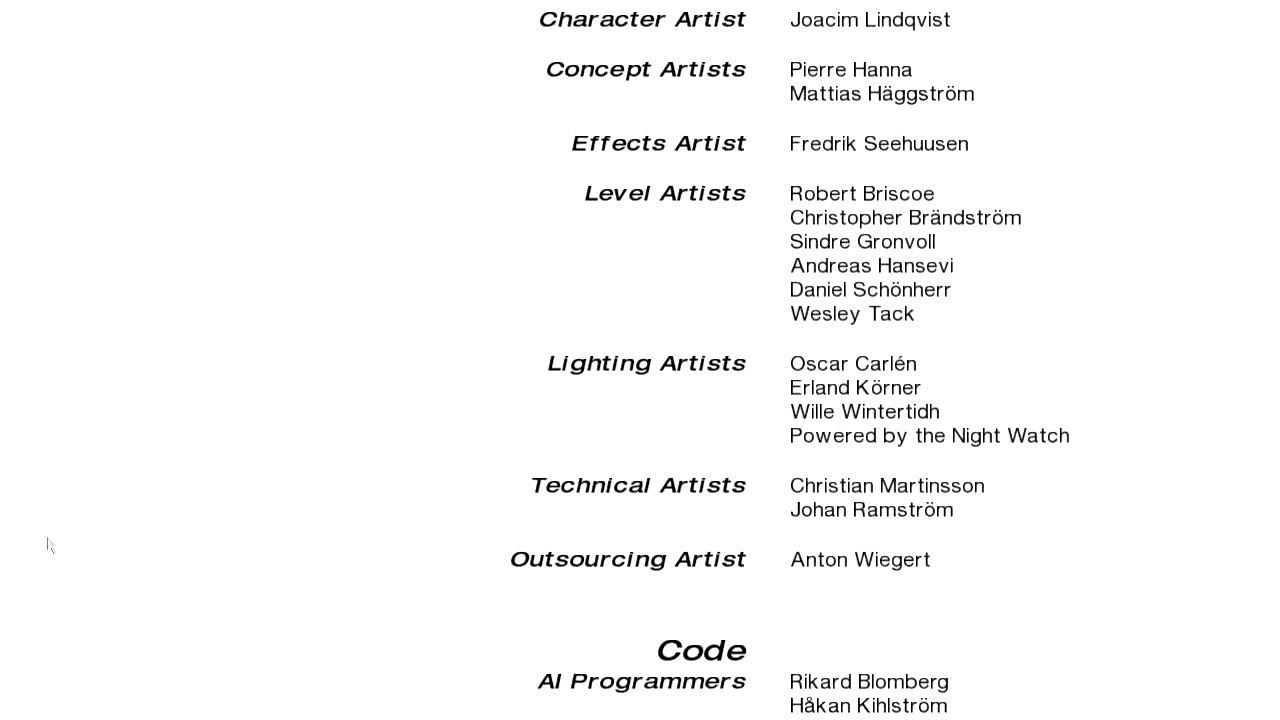 Character Artist Joacim Lindqvist
Concept Artists Pierre Hanna
Mattias Häggström
Effects Artist Fredrik Seehuusen
Level Artists Robert Briscoe
Christopher Brändström
Sindre Gronvoll
Andreas Hansevi
Daniel Schönherr
Wesley Tack
Lighting Artists Oscar Carlén
Erland Körner
Wille Wintertidh
Powered by the Night Watch
Technical Artists Christian Martinsson
Johan Ramström
Outsourcing Artist Anton Wiegert
Code
AI Programmers Rikard Blomberg
Håkan Kihlström